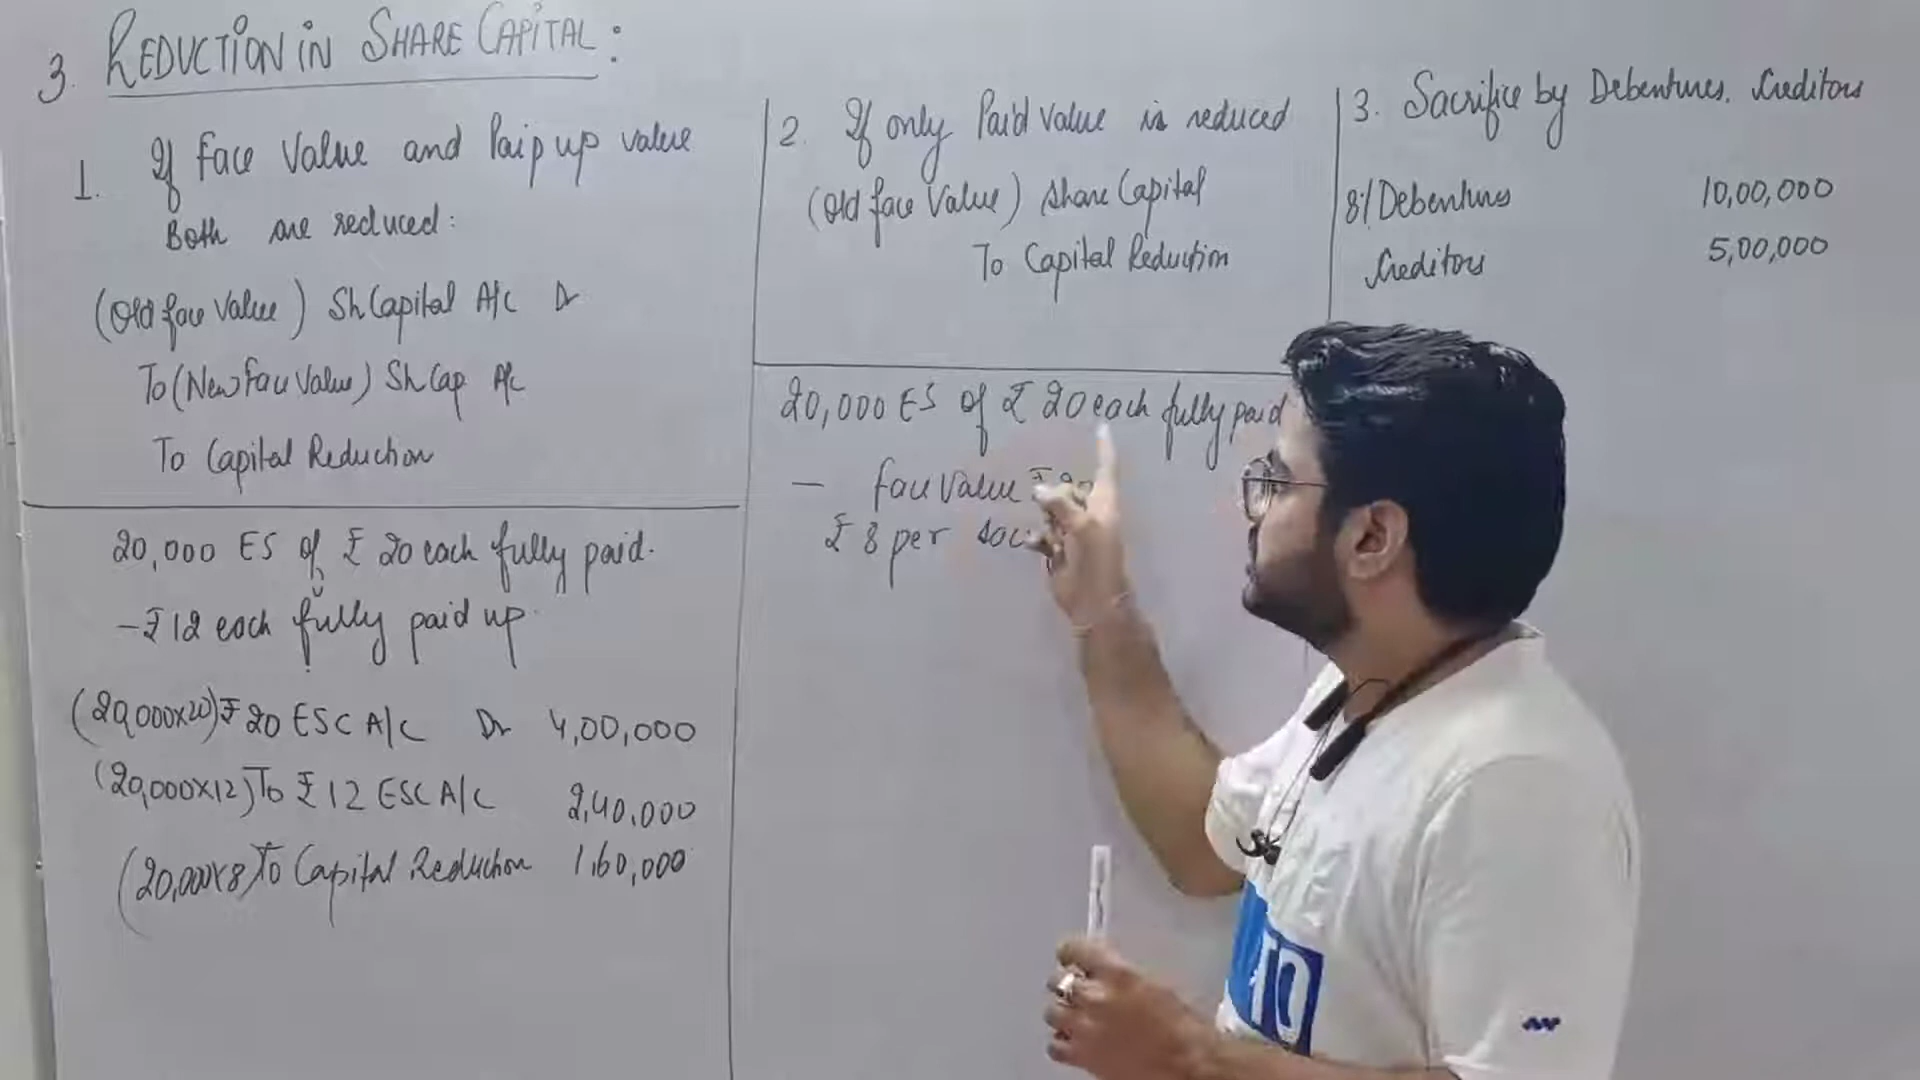 3. REDUCTION IN SHARE CAPITAL :
1. If Face Value and Paip up value
Both are reduced:
(Old face Value) Sh Capital A/c Dr
To (New Face Value) Sh Cap A/c
To Capital Reduction
20,000 ES of ₹ 20 each fully paid.
- ₹ 12 each fully paid up.
(20,000x20) ₹ 20 ESC A/C Dr 4,00,000
(20,000x12) To ₹ 12 ESC A/C 2,40,000
(20,000x8) To Capital Reduction 1,60,000
2. If only Paid value is reduced
(Old face Value) Share Capital
To Capital Reduction
20,000 ES of ₹ 20 each fully paid
- face Value ₹
₹ 8 per
3. Sacrifice by Debentures, Creditors
8% Debentures 10,00,000
Creditors 5,00,000